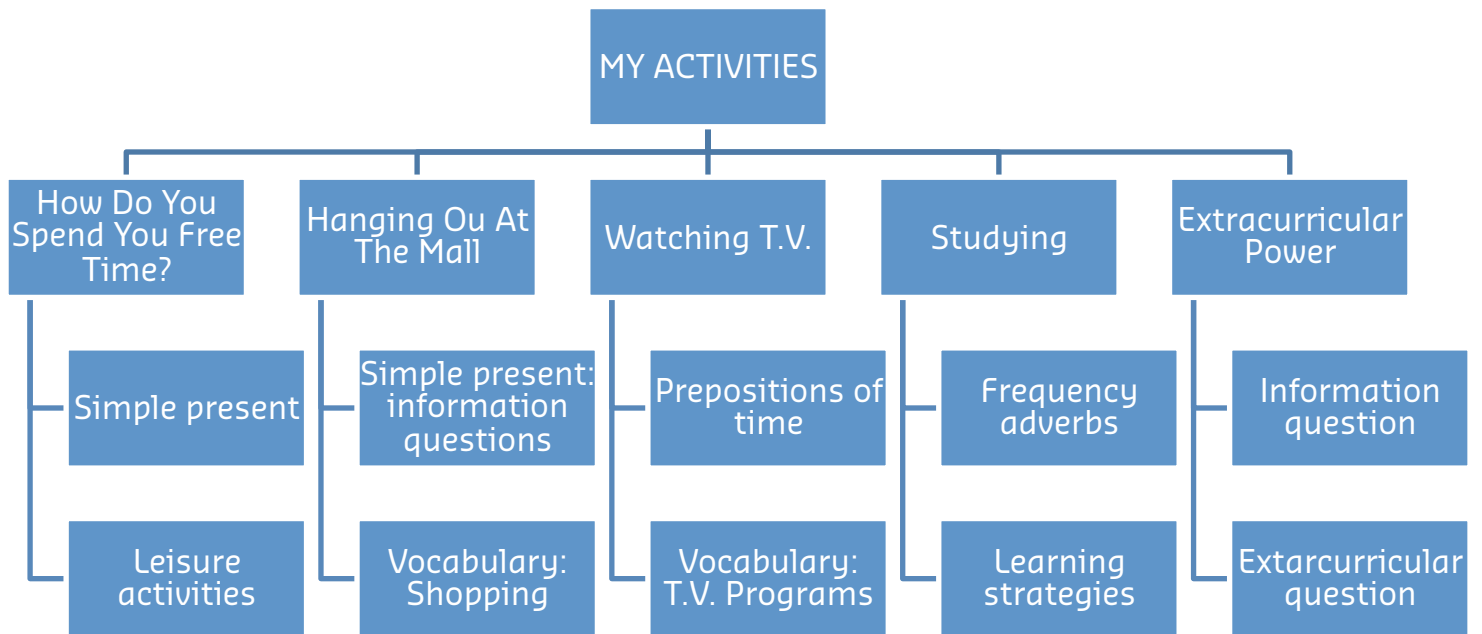 MY ACTIVITIES
How Do You
Spend You Free
Time?
Hanging Ou At
The Mall
Watching T.V.
Studying
Extracurricular
Power
Simple present
Simple present:
information
questions
Prepositions of
time
Frequency
adverbs
Information
question
Leisure
activities
Vocabulary:
Shopping
Vocabulary:
T.V. Programs
Learning
strategies
Extarcurricular
question